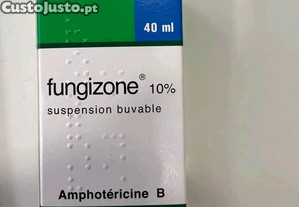 CustoJusto.pt
40 ml
fungizone® 10%
suspension buvable
Amphotéricine B